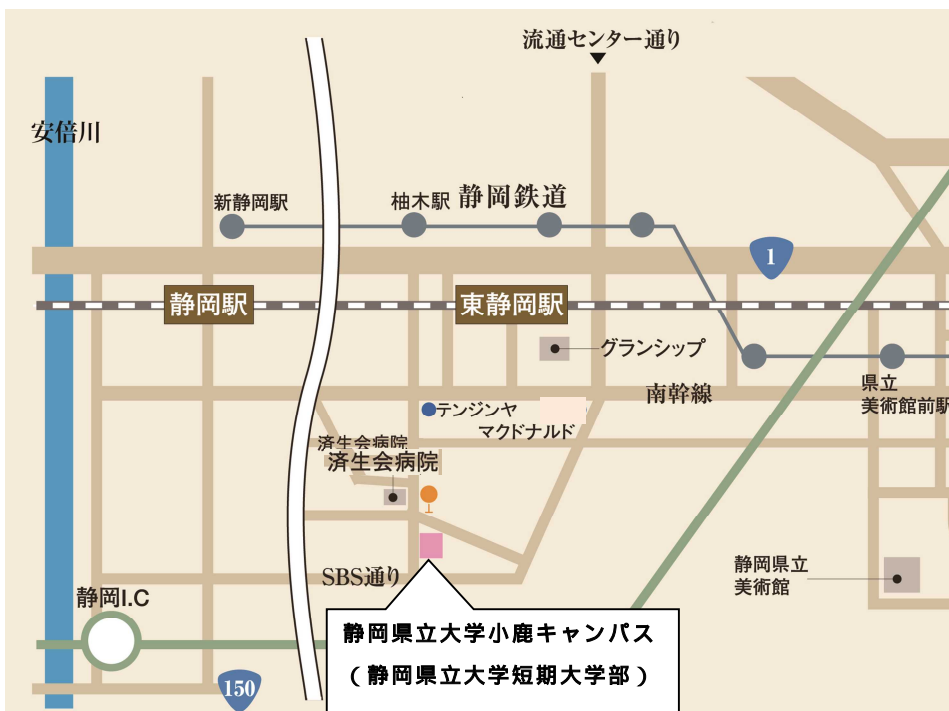 流通センター通り
安倍川
新静岡駅
柚木駅
静岡鉄道
1
静岡駅
東静岡駅
グランシップ
南幹線
県立
美術館前駅
テンジンヤ
マクドナルド
済生会病院
済生会病院
静岡県立
美術館
SBS通り
静岡I.C
静岡県立大学小鹿キャンパス
(静岡県立大学短期大学部)
150